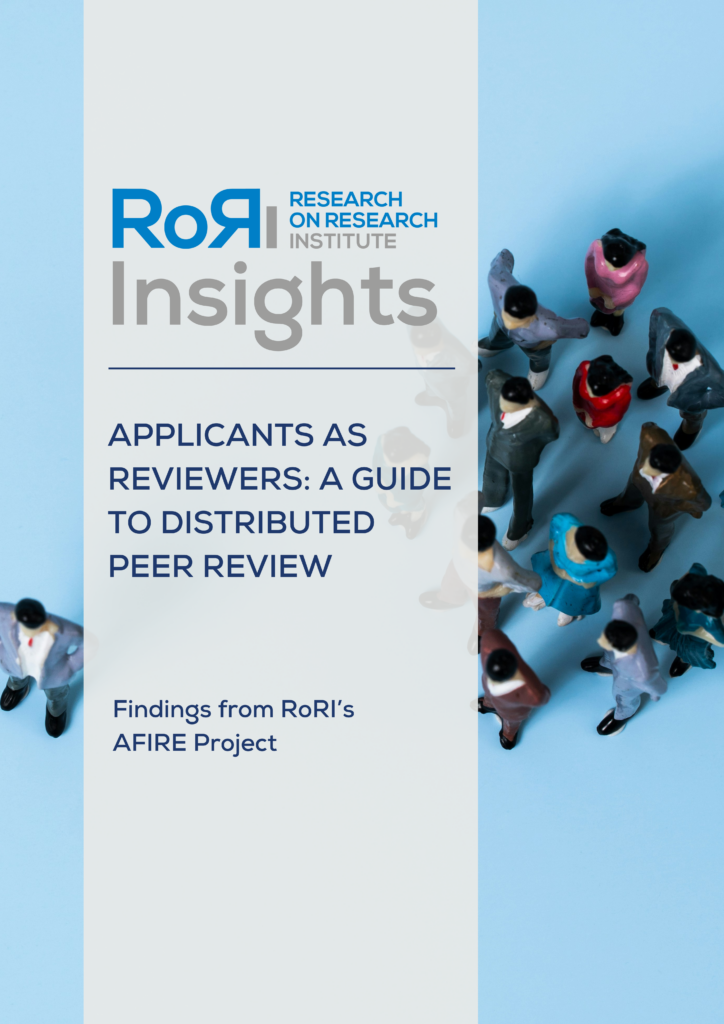 RoRI
RESEARCH
ON RESEARCH
INSTITUTE
Insights
APPLICANTS AS
REVIEWERS: A GUIDE
TO DISTRIBUTED
PEER REVIEW
Findings from RoRI's
AFIRE Project